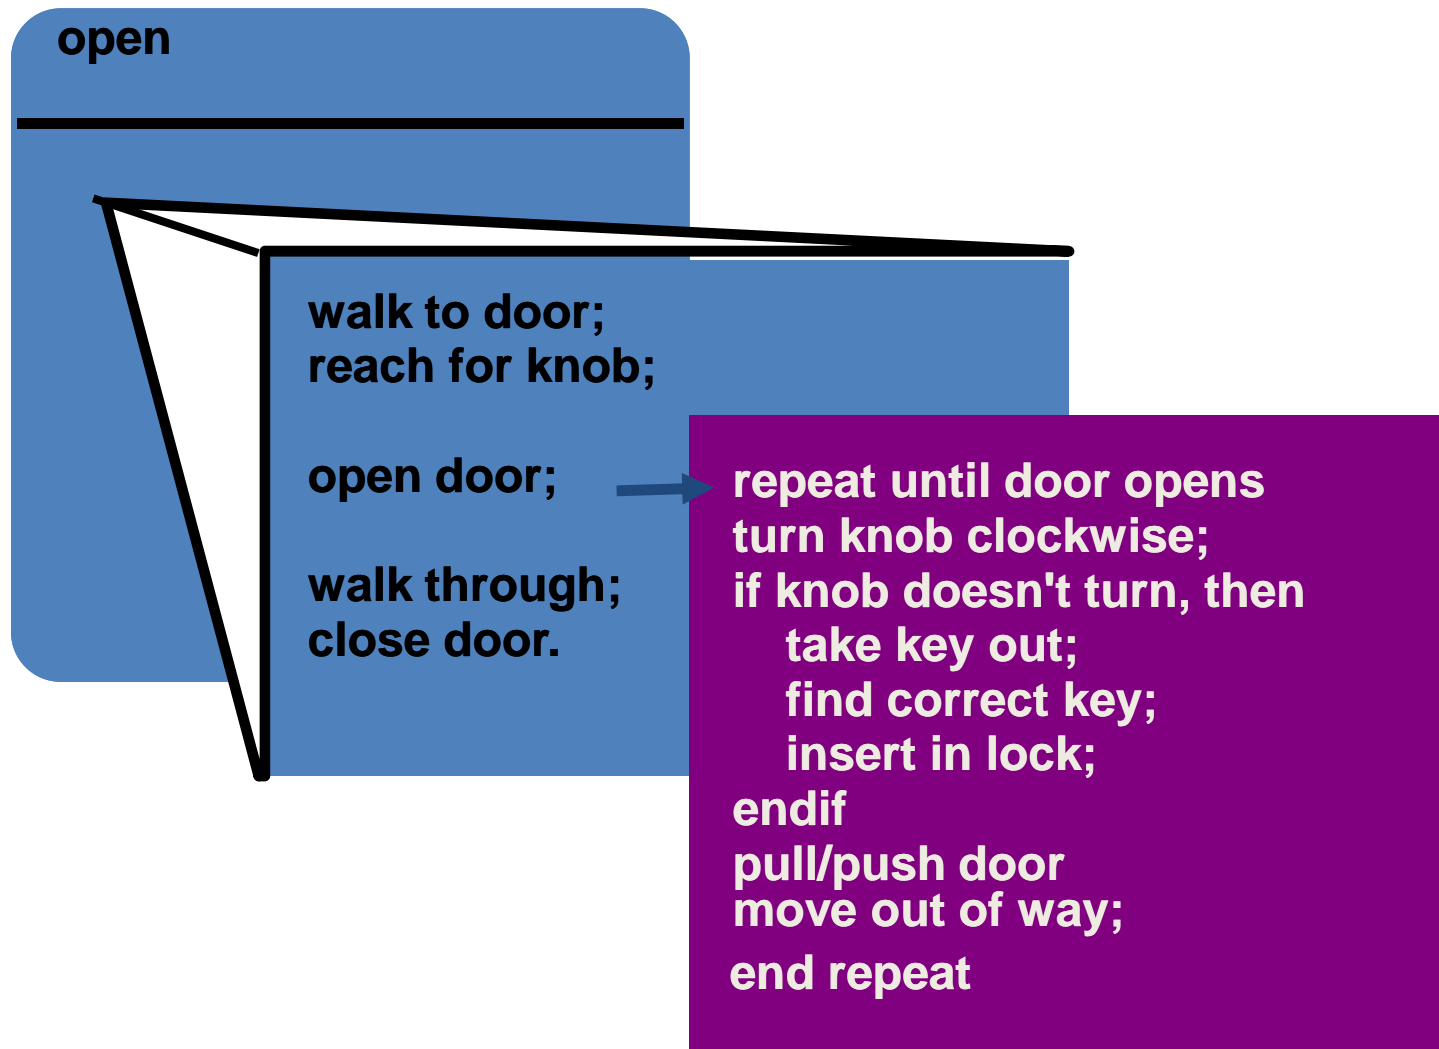 open
walk to door;
reach for knob;
open door;
walk through;
close door.
repeat until door opens
turn knob clockwise;
if knob doesn't turn, then
take key out;
find correct key;
insert in lock;
endif
pull/push door
move out of way;
end repeat